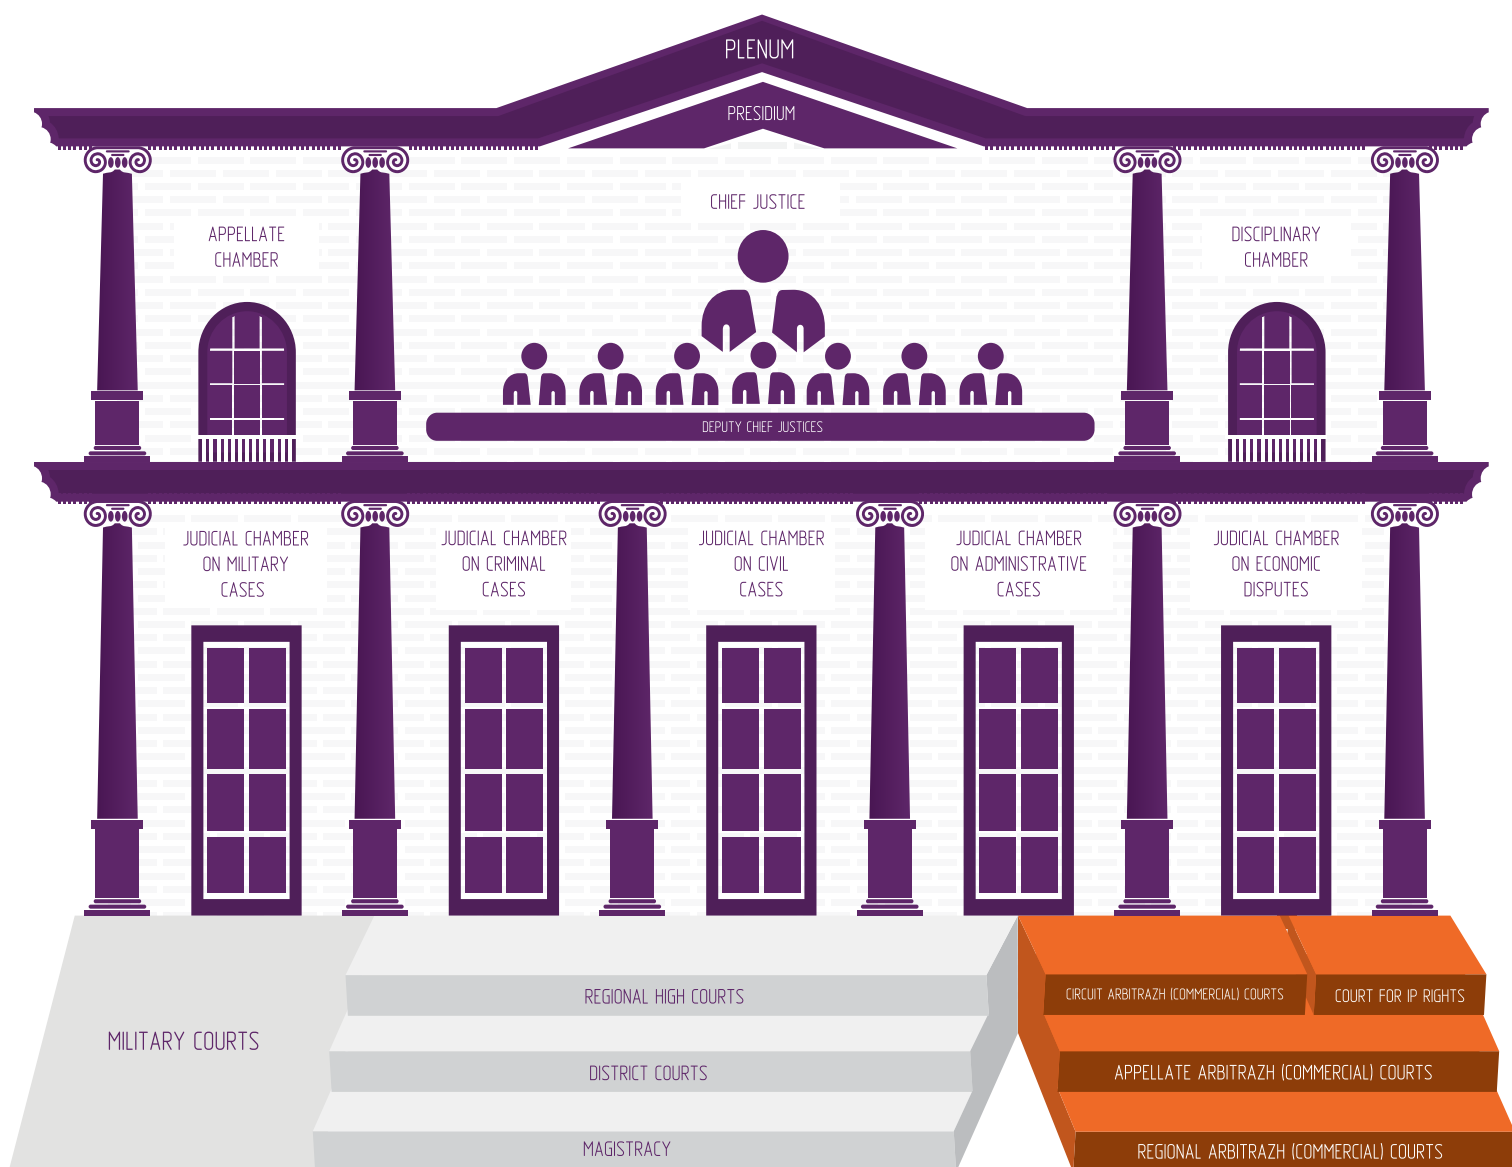 PLENUM
PRESIDIUM
CHIEF JUSTICE
APPELLATE
CHAMBER
DISCIPLINARY
CHAMBER
DEPUTY CHIEF JUSTICES
JUDICIAL CHAMBER
ON MILITARY
CASES
JUDICIAL CHAMBER
ON CRIMINAL
CASES
JUDICIAL CHAMBER
ON CIVIL
CASES
JUDICIAL CHAMBER
ON ADMINISTRATIVE
CASES
JUDICIAL CHAMBER
ON ECONOMIC
DISPUTES
MILITARY COURTS
REGIONAL HIGH COURTS
DISTRICT COURTS
MAGISTRACY
CIRCUIT ARBITRAZH (COMMERCIAL) COURTS
COURT FOR IP RIGHTS
APPELLATE ARBITRAZH (COMMERCIAL) COURTS
REGIONAL ARBITRAZH (COMMERCIAL) COURTS